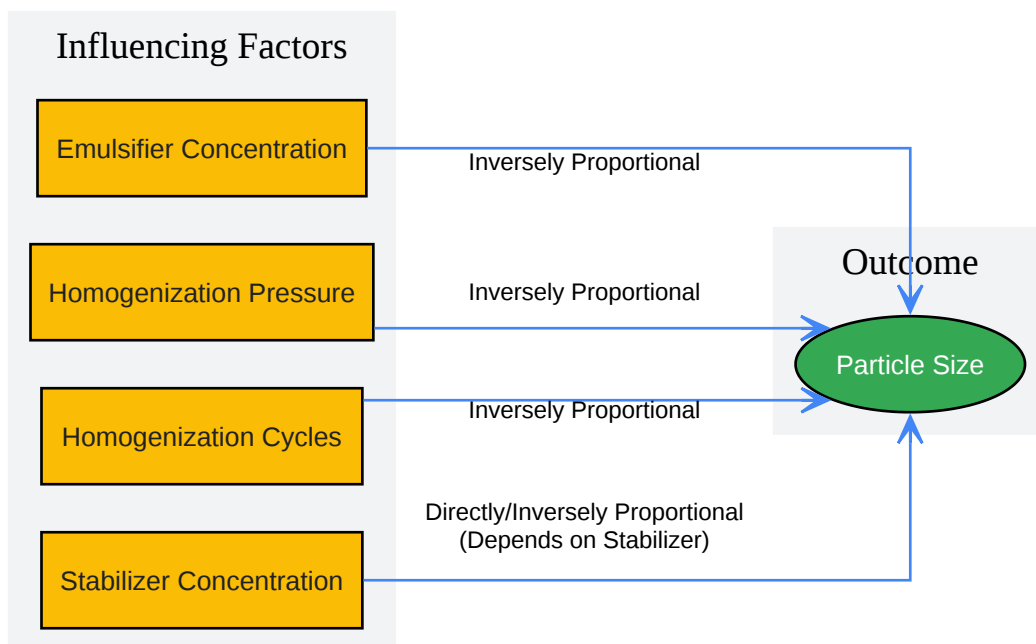 Influencing Factors
Emulsifier Concentration
Inversely Proportional
Homogenization Pressure
Inversely Proportional
Outcome
Particle Size
Homogenization Cycles
Inversely Proportional
Directly/Inversely Proportional
(Depends on Stabilizer)
Stabilizer Concentration